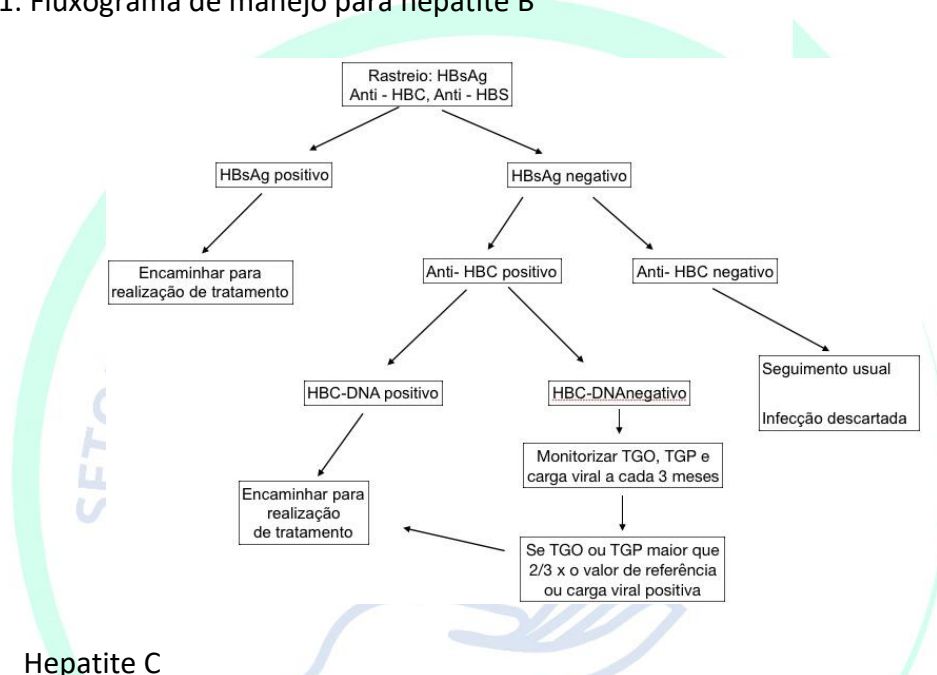 1. Fluxograma de manejo para hepatite B
Rastreio: HBsAg
Anti - HBC, Anti - HBS
HBsAg positivo
HBsAg negativo
Encaminhar para
realização de tratamento
Anti- HBC positivo
Anti- HBC negativo
HBC-DNA positivo
HBC-DNAnegativo
Seguimento usual
Infecção descartada
Monitorizar TGO, TGP e
carga viral a cada 3 meses
Encaminhar para
realização
de tratamento
Se TGO ou TGP maior que
2/3 x o valor de referência
ou carga viral positiva
SETO
Hepatite C